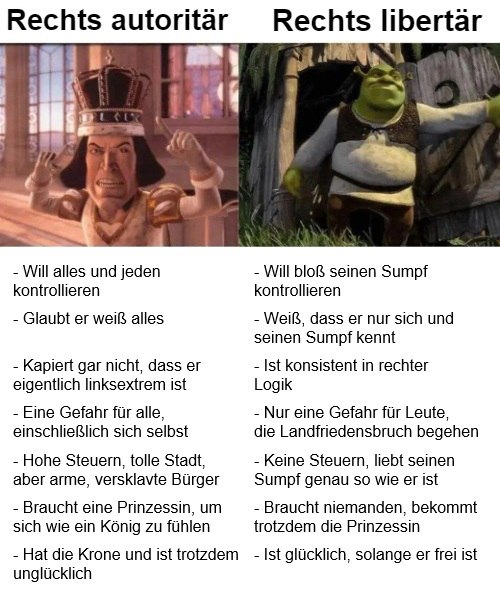 Rechts autoritär
Rechts libertär
- Will alles und jeden
kontrollieren
- Will bloß seinen Sumpf
kontrollieren
- Glaubt er weiß alles
- Weiß, dass er nur sich und
seinen Sumpf kennt
- Kapiert gar nicht, dass er
eigentlich linksextrem ist
- Ist konsistent in rechter
Logik
- Eine Gefahr für alle,
einschließlich sich selbst
- Nur eine Gefahr für Leute,
die Landfriedensbruch begehen
- Hohe Steuern, tolle Stadt,
aber arme, versklavte Bürger
- Keine Steuern, liebt seinen
Sumpf genau so wie er ist
- Braucht eine Prinzessin, um
sich wie ein König zu fühlen
- Braucht niemanden, bekommt
trotzdem die Prinzessin
- Hat die Krone und ist trotzdem
unglücklich
- Ist glücklich, solange er frei ist